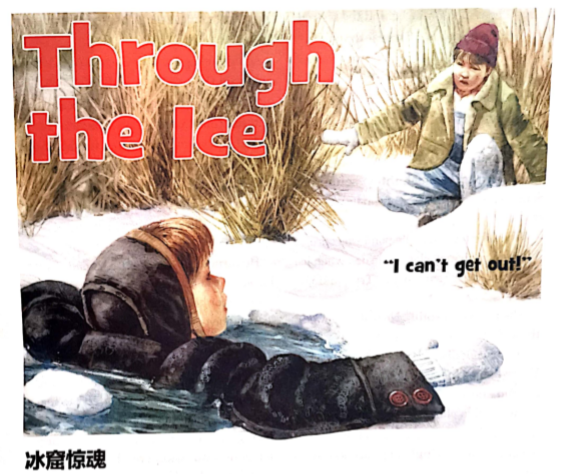 Through
the Ice
“I can't get out!”
冰窟惊魂